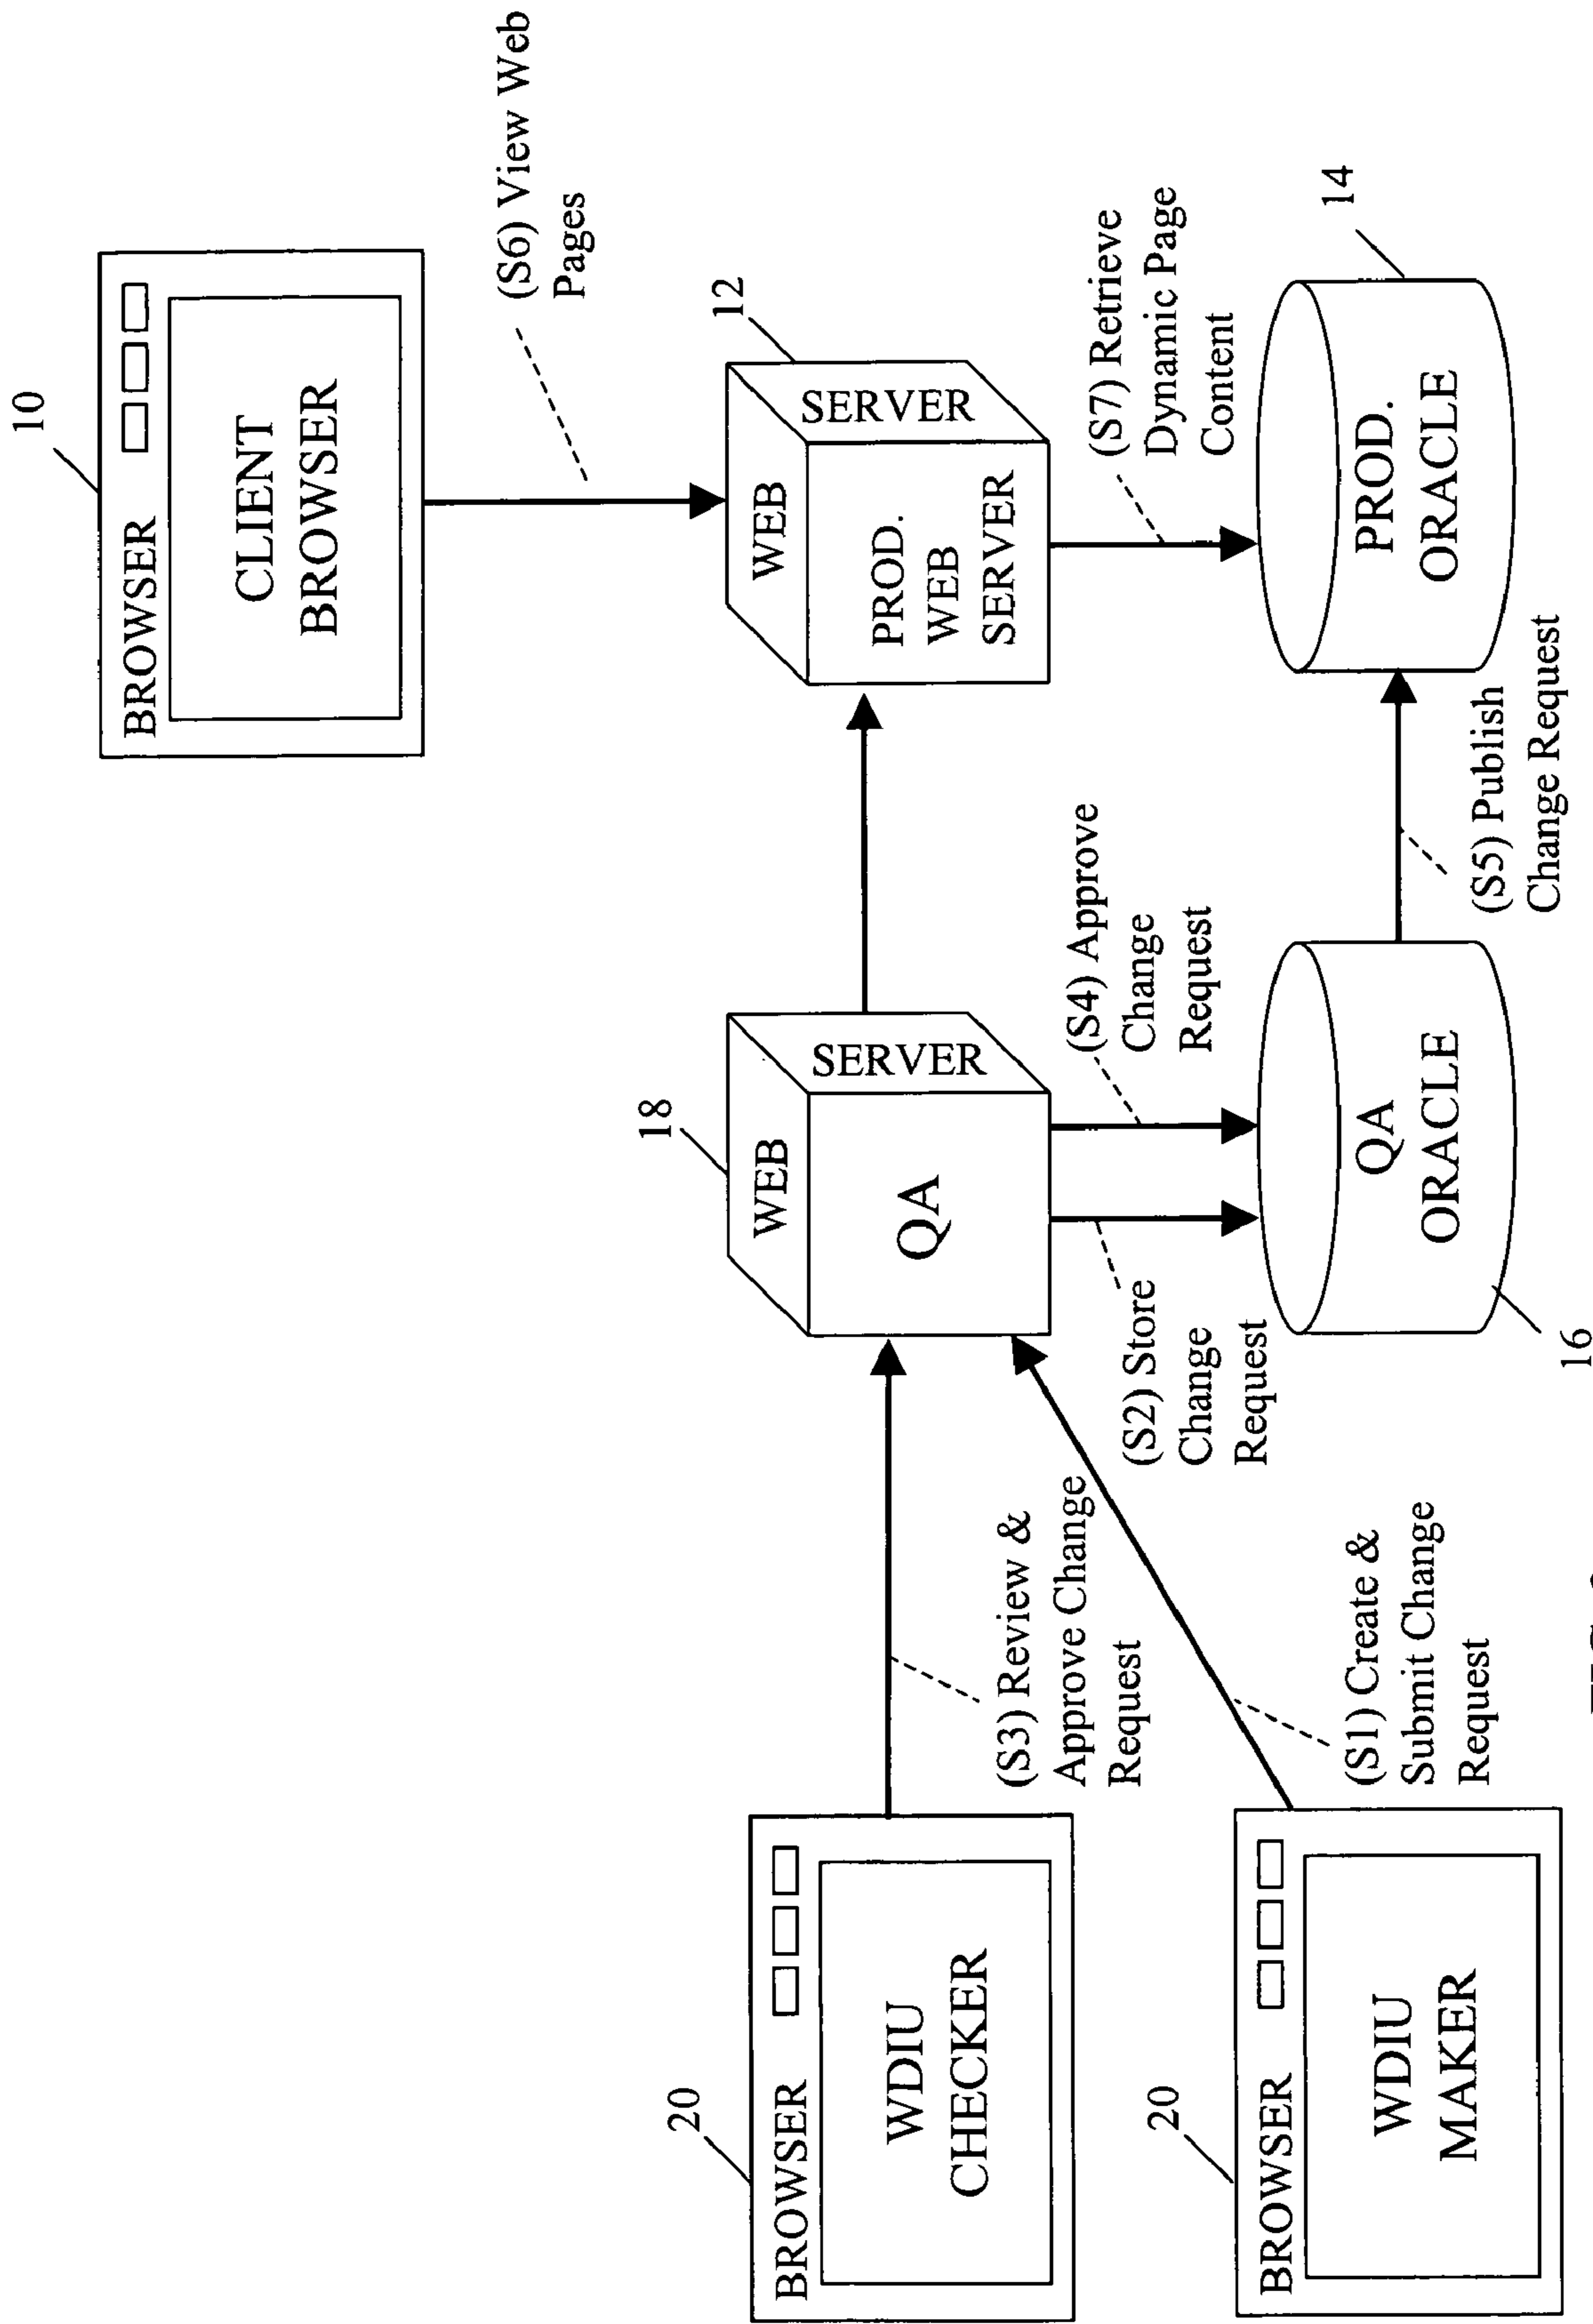 10
BROWSER
CLIENT
BROWSER
(S6) View Web
Pages
20
BROWSER
WDIU
CHECKER
(S3) Review &
Approve Change
Request
18
WEB
SERVER
QA
12
WEB
SERVER
PROD.
WEB
SERVER
20
BROWSER
WDIU
MAKER
(S1) Create &
Submit Change
Request
(S2) Store
Change
Request
(S4) Approve
Change
Request
(S7) Retrieve
Dynamic Page
Content
QA
ORACLE
16
(S5) Publish
Change Request
14
PROD.
ORACLE